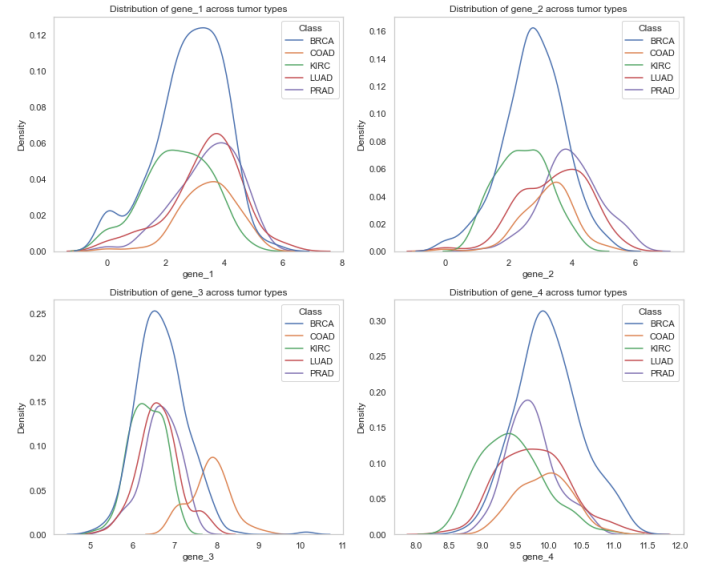 Distribution of gene_1 across tumor types
Class
BRCA
COAD
KIRC
LUAD
PRAD
0.12
0.10
0.08
0.06
0.04
0.02
0.00
Density
0
2
4
6
8
gene_1
Distribution of gene_2 across tumor types
Class
BRCA
COAD
KIRC
LUAD
PRAD
0.16
0.14
0.12
0.10
0.08
0.06
0.04
0.02
0.00
Density
0
2
4
6
gene_2
Distribution of gene_3 across tumor types
Class
BRCA
COAD
KIRC
LUAD
PRAD
0.25
0.20
0.15
0.10
0.05
0.00
Density
5
6
7
8
9
10
11
gene_3
Distribution of gene_4 across tumor types
Class
BRCA
COAD
KIRC
LUAD
PRAD
0.30
0.25
0.20
0.15
0.10
0.05
0.00
Density
8.0
8.5
9.0
9.5
10.0
10.5
11.0
11.5
12.0
gene_4